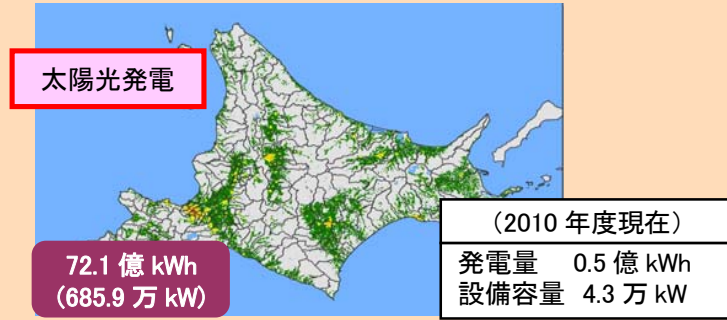 太陽光発電
72.1 億 kWh
(685.9 万 kW)
（2010 年度現在）
発電量 0.5 億 kWh
設備容量 4.3 万 kW